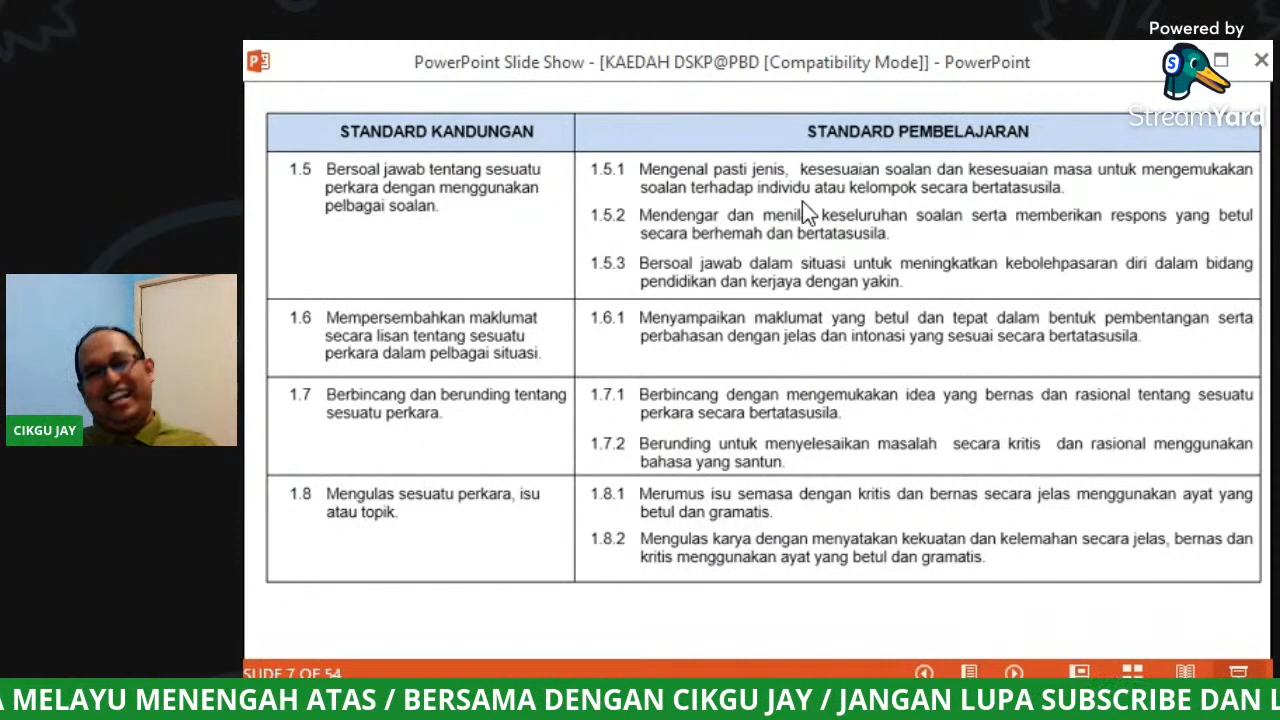 Powered by
PowerPoint Slide Show - [KAEDAH DSKP@PBD [Compatibility Mode]] - PowerPoint
StreamYard
STANDARD KANDUNGAN
STANDARD PEMBELAJARAN
1.5 Bersoal jawab tentang sesuatu
perkara dengan menggunakan
pelbagai soalan.
1.5.1 Mengenal pasti jenis, kesesuaian soalan dan kesesuaian masa untuk mengemukakan
soalan terhadap individu atau kelompok secara bertatasusila.
1.5.2 Mendengar dan menilai keseluruhan soalan serta memberikan respons yang betul
secara berhemah dan bertatasusila.
1.5.3 Bersoal jawab dalam situasi untuk meningkatkan kebolehpasaran diri dalam bidang
pendidikan dan kerjaya dengan yakin.
1.6 Mempersembahkan maklumat
secara lisan tentang sesuatu
perkara dalam pelbagai situasi.
1.6.1 Menyampaikan maklumat yang betul dan tepat dalam bentuk pembentangan serta
perbahasan dengan jelas dan intonasi yang sesuai secara bertatasusila.
1.7 Berbincang dan berunding tentang
sesuatu perkara.
1.7.1 Berbincang dengan mengemukakan idea yang bernas dan rasional tentang sesuatu
perkara secara bertatasusila.
1.7.2 Berunding untuk menyelesaikan masalah secara kritis dan rasional menggunakan
bahasa yang santun.
1.8 Mengulas sesuatu perkara, isu
atau topik.
1.8.1 Merumus isu semasa dengan kritis dan bernas secara jelas menggunakan ayat yang
betul dan gramatis.
1.8.2 Mengulas karya dengan menyatakan kekuatan dan kelemahan secara jelas, bernas dan
kritis menggunakan ayat yang betul dan gramatis.
CIKGU JAY
SLIDE 7 OF 54
A MELAYU MENENGAH ATAS / BERSAMA DENGAN CIKGU JAY / JANGAN LUPA SUBSCRIBE DAN L